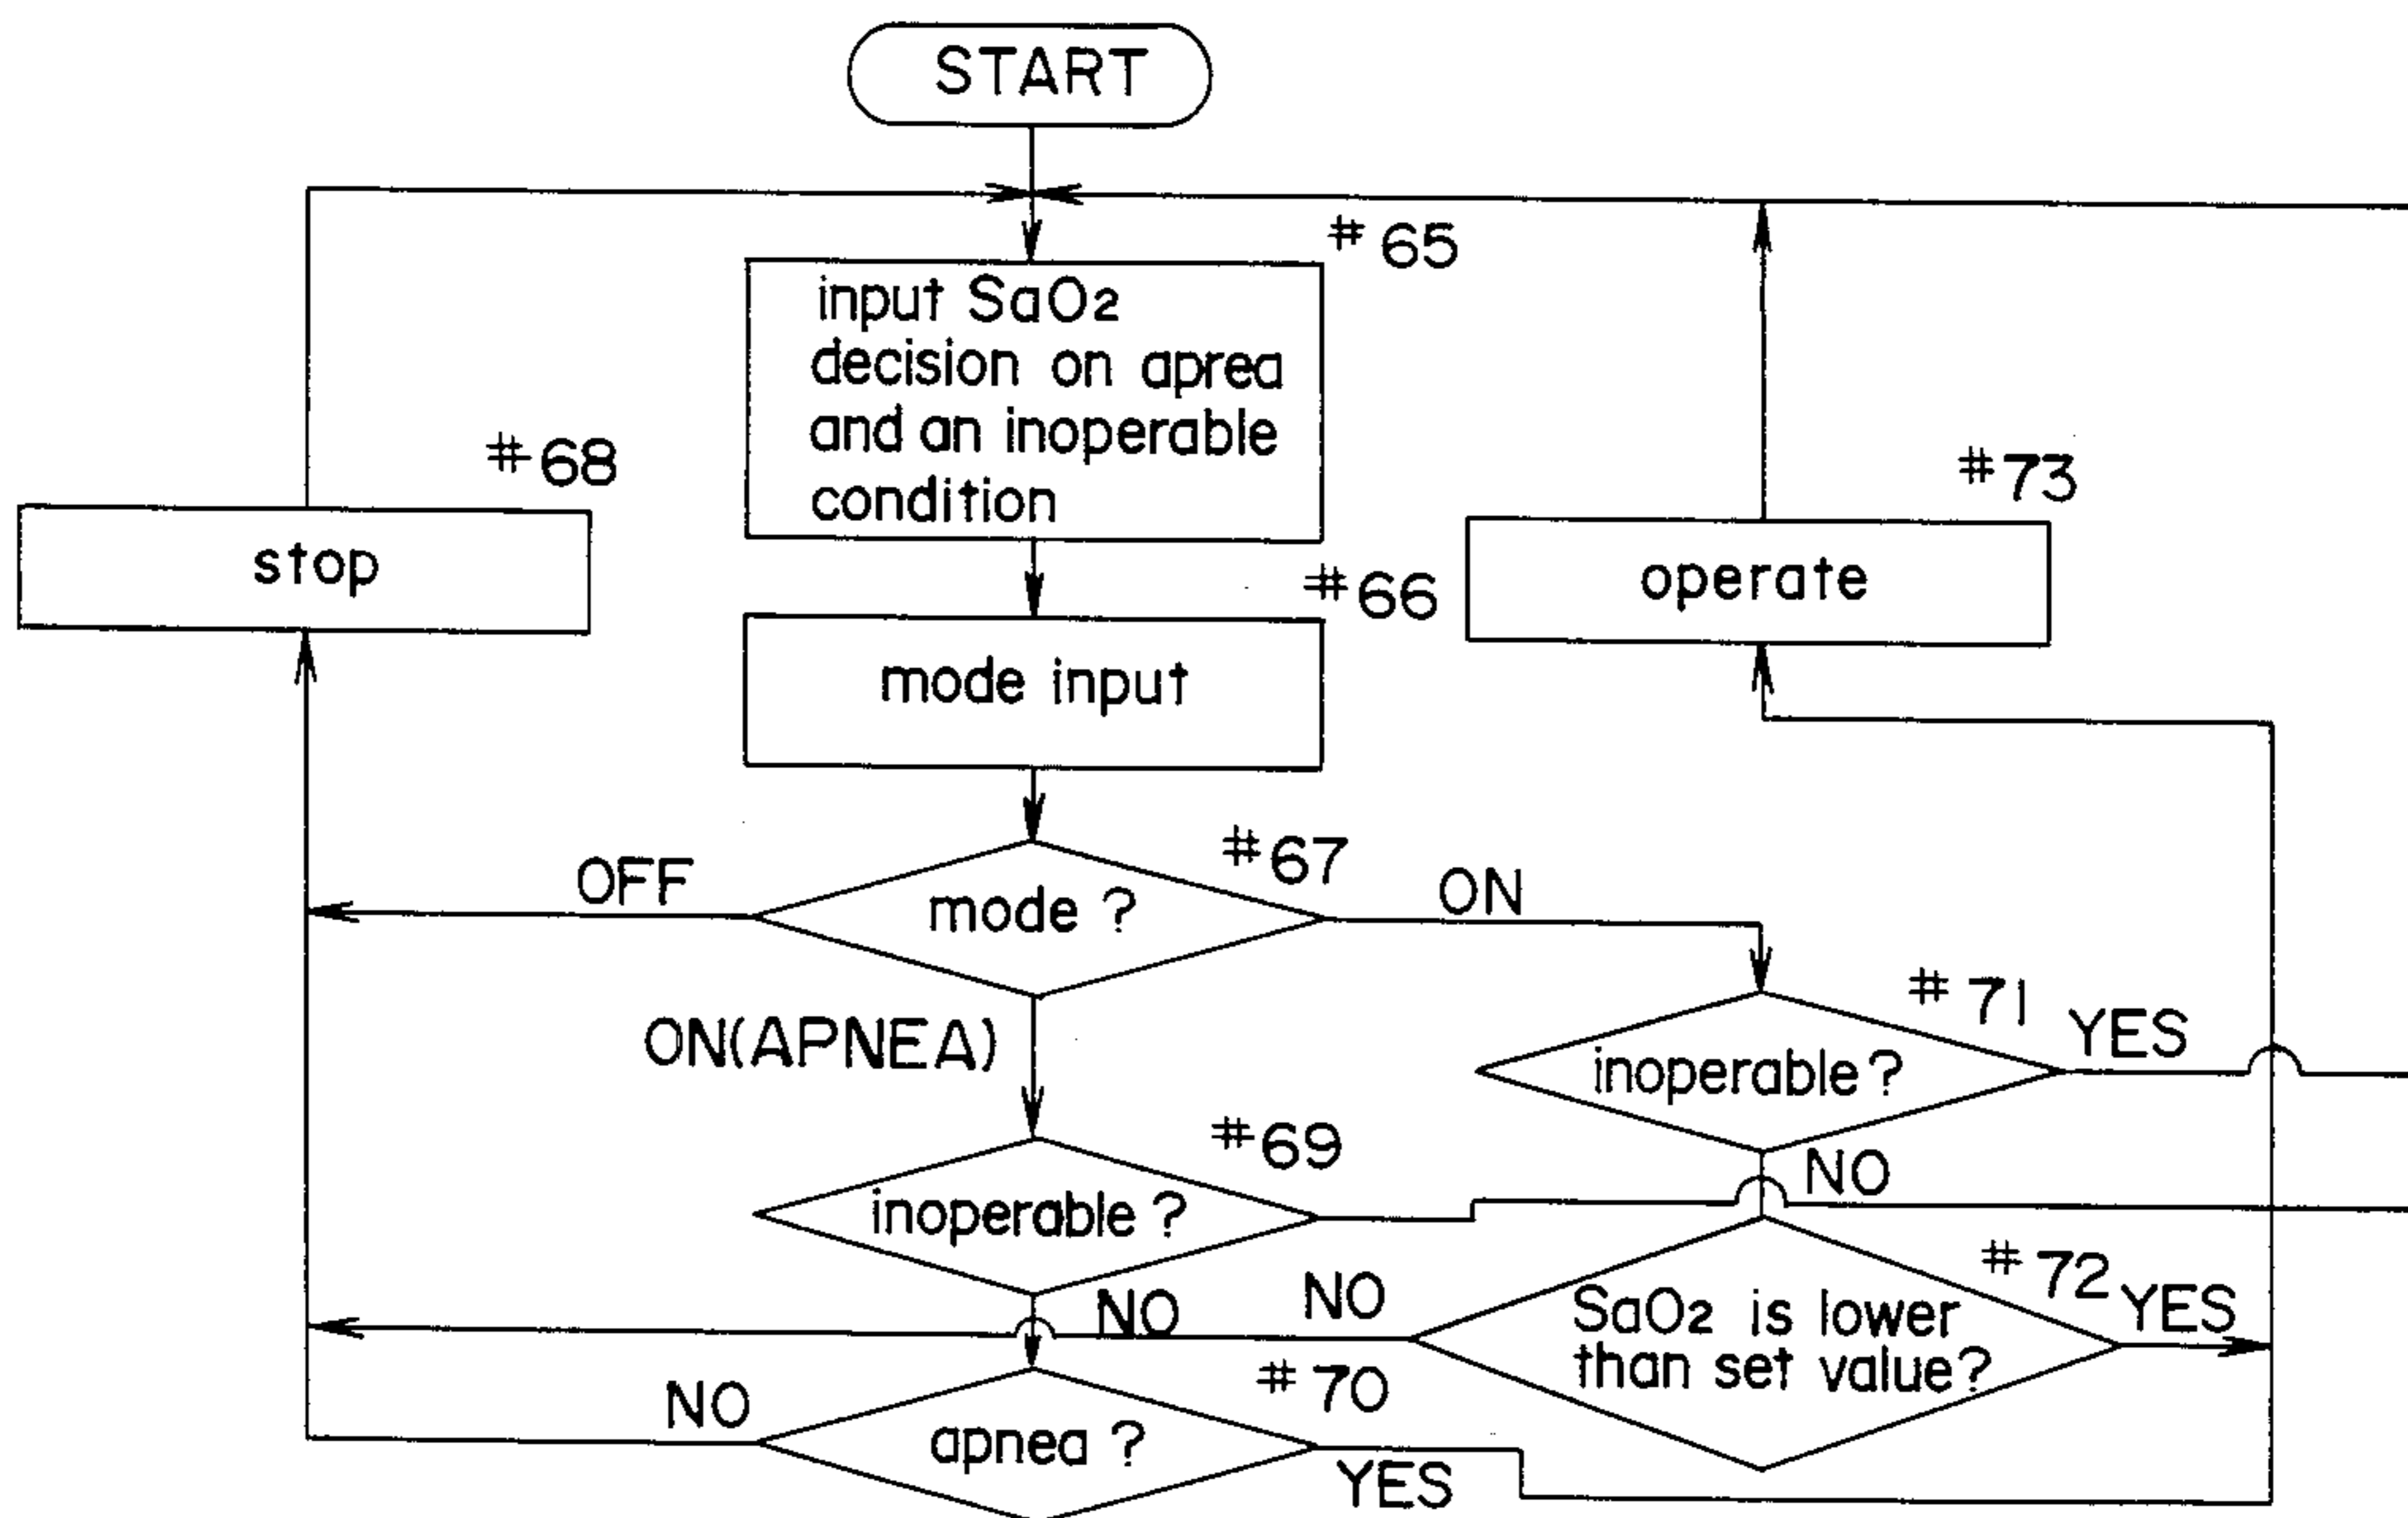 START
#65
input SaO2
decision on aprea
and an inoperable
condition
#68
stop
#73
operate
#66
mode input
#67
OFF
mode ?
ON
#71
YES
ON(APNEA)
inoperable ?
#69
NO
inoperable ?
#72
YES
NO
NO
SaO2 is lower
than set value?
#70
NO
apnea ?
YES